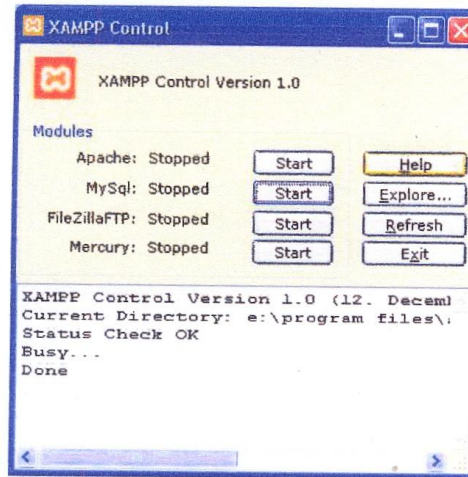 XAMPP Control
XAMPP Control Version 1.0
Modules
Apache: Stopped Start Help
MySql: Stopped Start Explore...
FileZillaFTP: Stopped Start Refresh
Mercury: Stopped Start Exit
XAMPP Control Version 1.0 (12. Decem
Current Directory: e:\program files\
Status Check OK
Busy...
Done